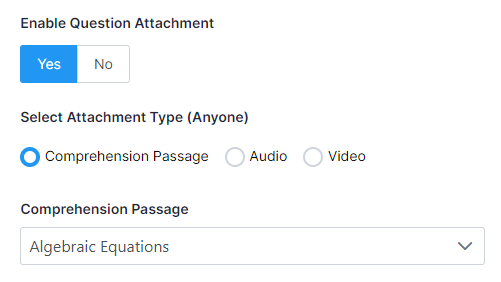 Enable Question Attachment
Yes No
Select Attachment Type (Anyone)
Comprehension Passage Audio Video
Comprehension Passage
Algebraic Equations